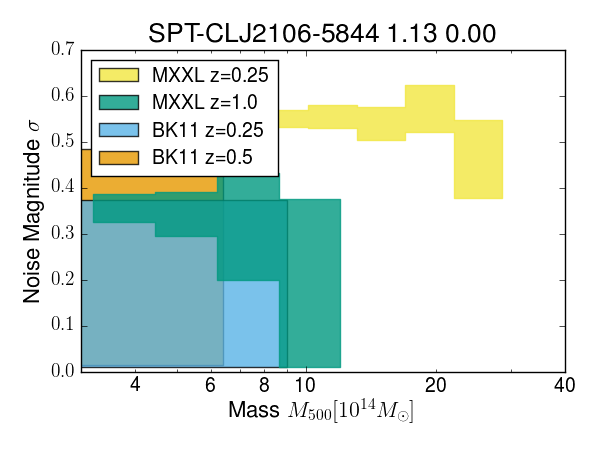 SPT-CLJ2106-5844 1.13 0.00
0.7
0.6
0.5
0.4
0.3
0.2
0.1
0.0
Noise Magnitude σ
MXXL z=0.25
MXXL z=1.0
BK11 z=0.25
BK11 z=0.5
4 6 8 10 20 40
Mass M₅₀₀[10¹⁴M⊙]